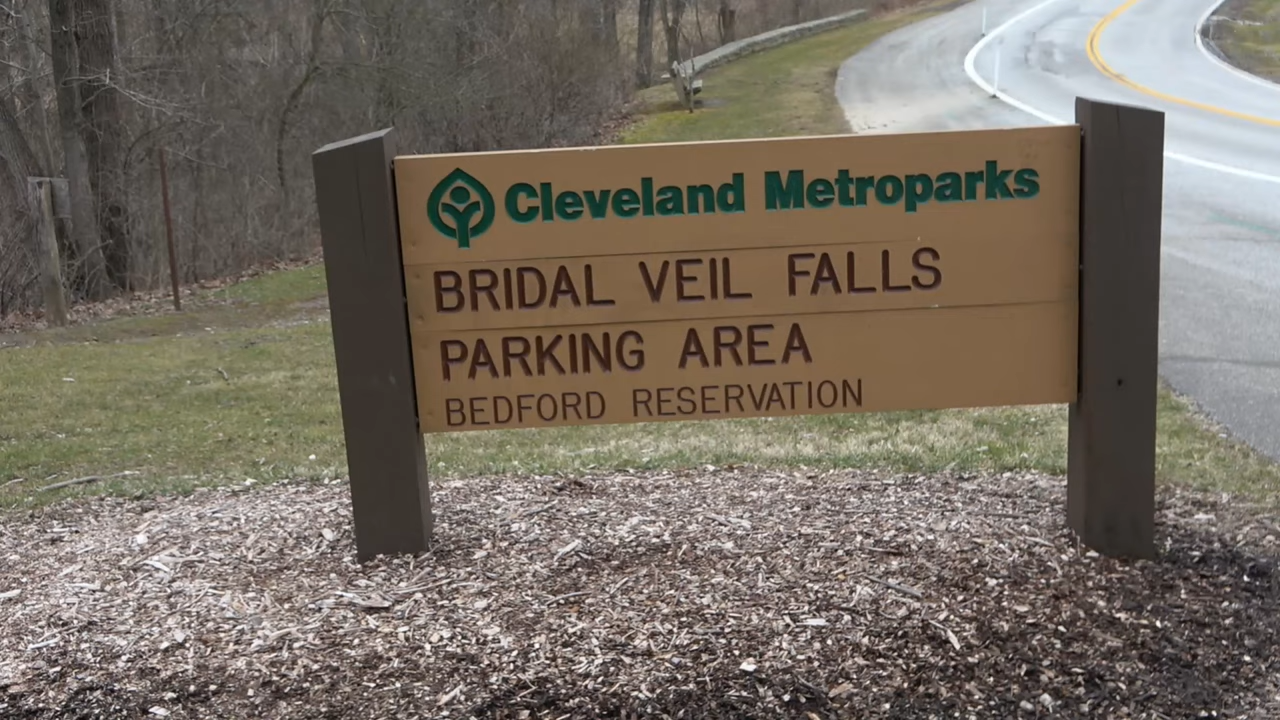 Cleveland Metroparks
BRIDAL VEIL FALLS
PARKING AREA
BEDFORD RESERVATION